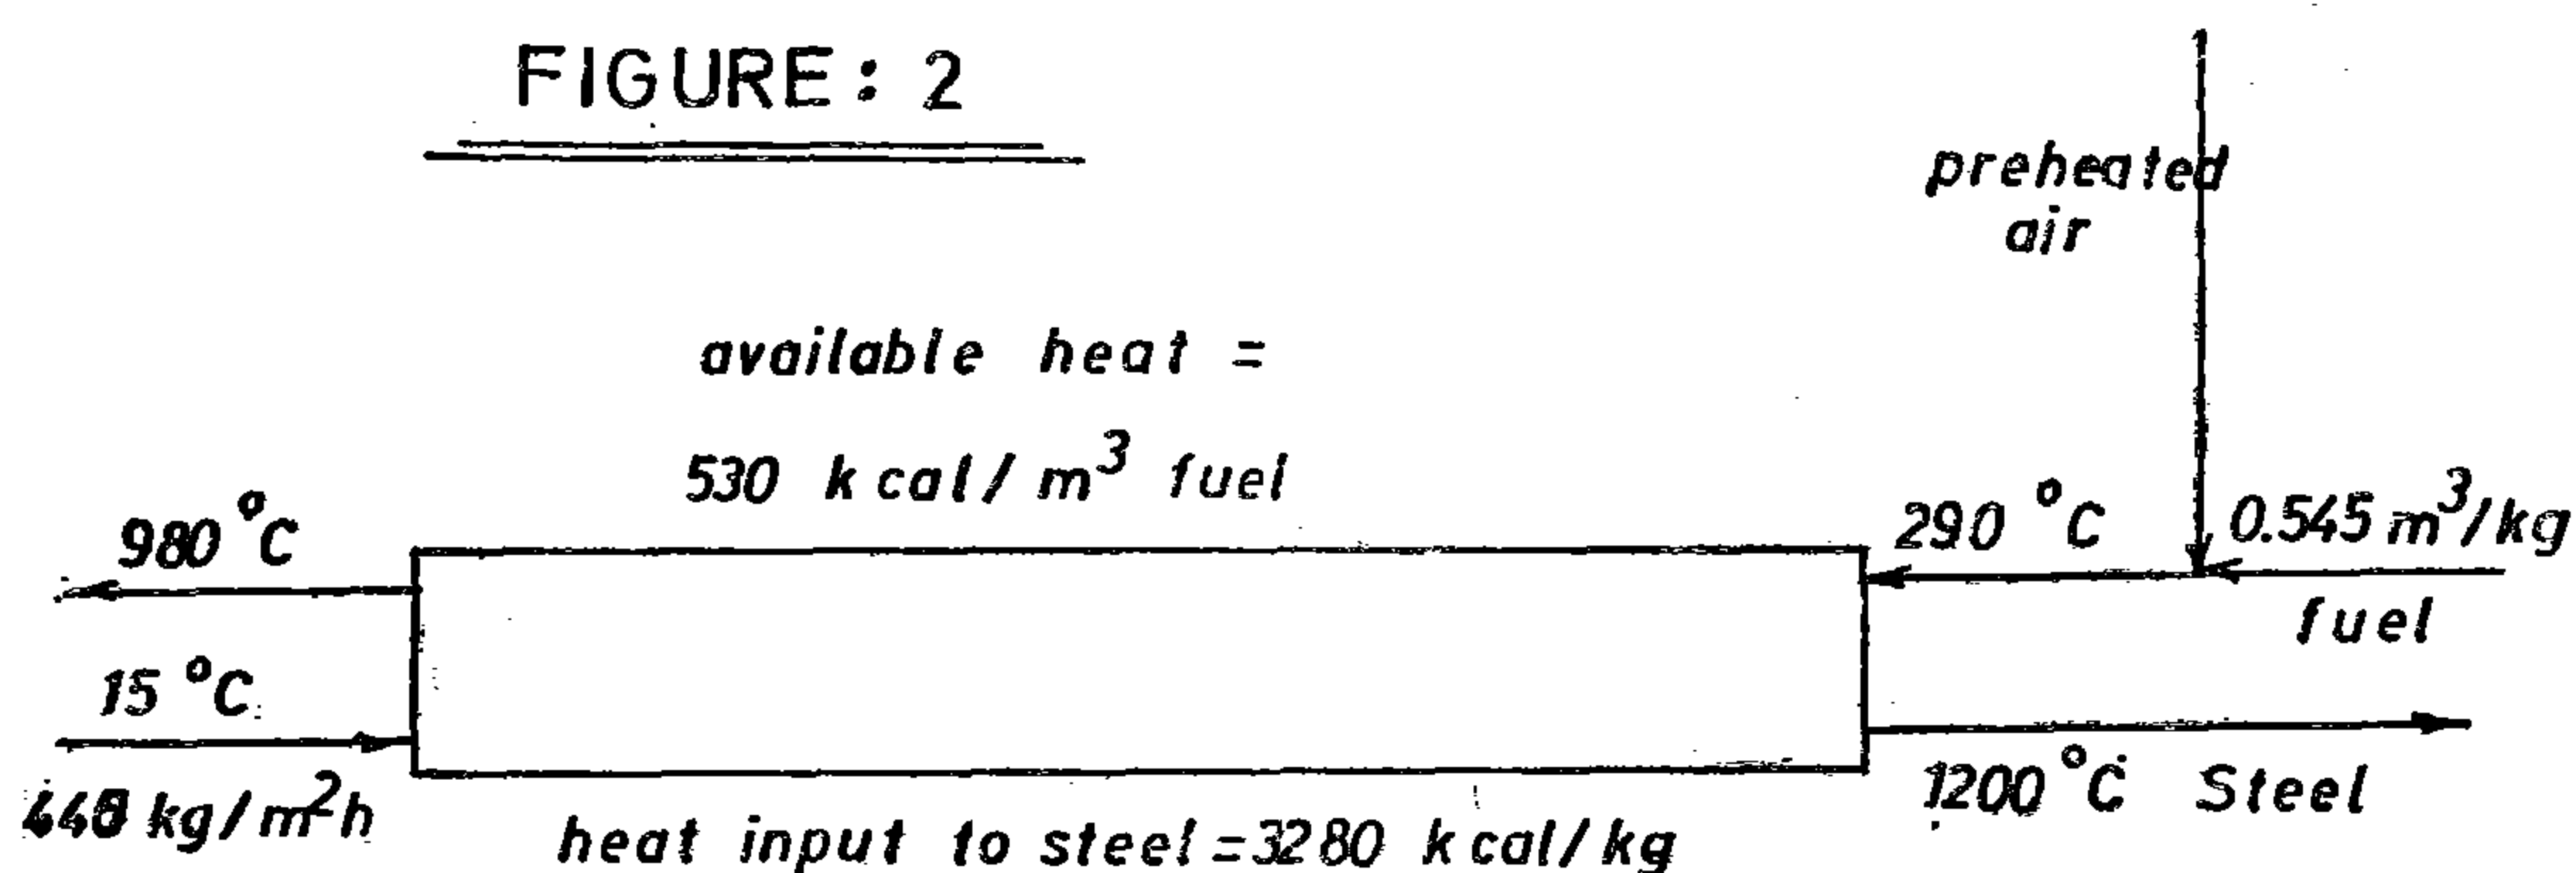 FIGURE: 2
preheated
air
available heat =
530 kcal/m³ fuel
980 °C
290 °C
0.545 m³/kg
fuel
15 °C
kg/m²h
1200 °C Steel
heat input to steel = 3280 kcal/kg